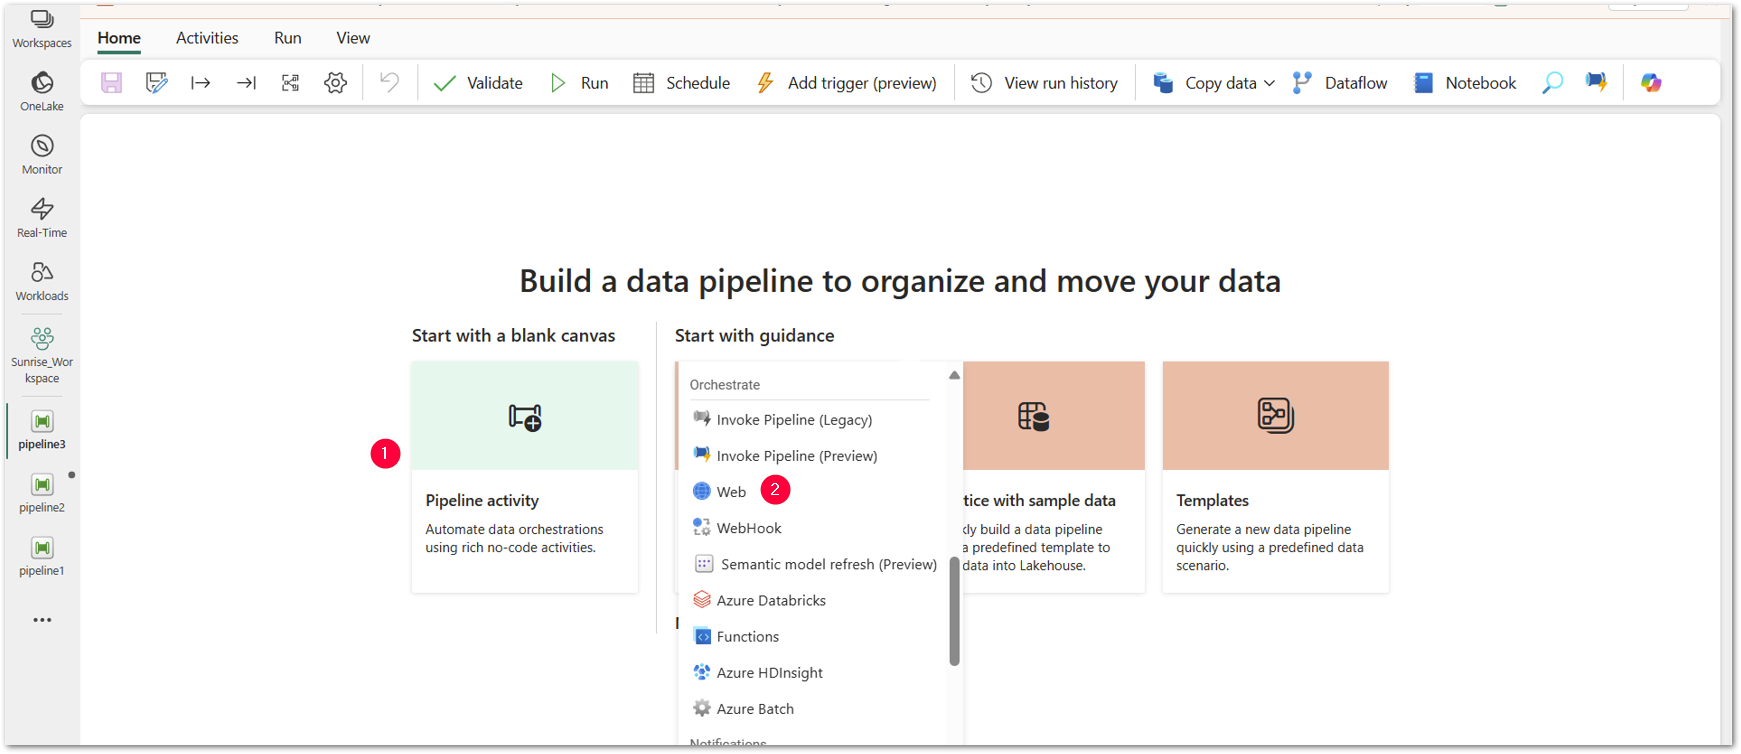 Workspaces
OneLake
Monitor
Real-Time
Workloads
Sunrise_Wor
kspace
pipeline3
pipeline2
pipeline1
Home
Activities
Run
View
Validate
Run
Schedule
Add trigger (preview)
View run history
Copy data
Dataflow
Notebook
Build a data pipeline to organize and move your data
Start with a blank canvas
Start with guidance
1
Pipeline activity
Automate data orchestrations
using rich no-code activities.
Orchestrate
Invoke Pipeline (Legacy)
Invoke Pipeline (Preview)
Web
2
WebHook
Semantic model refresh (Preview)
Azure Databricks
Functions
Azure HDInsight
Azure Batch
Notifications
tice with sample data
kly build a data pipeline
a predefined template to
data into Lakehouse.
Templates
Generate a new data pipeline
quickly using a predefined data
scenario.